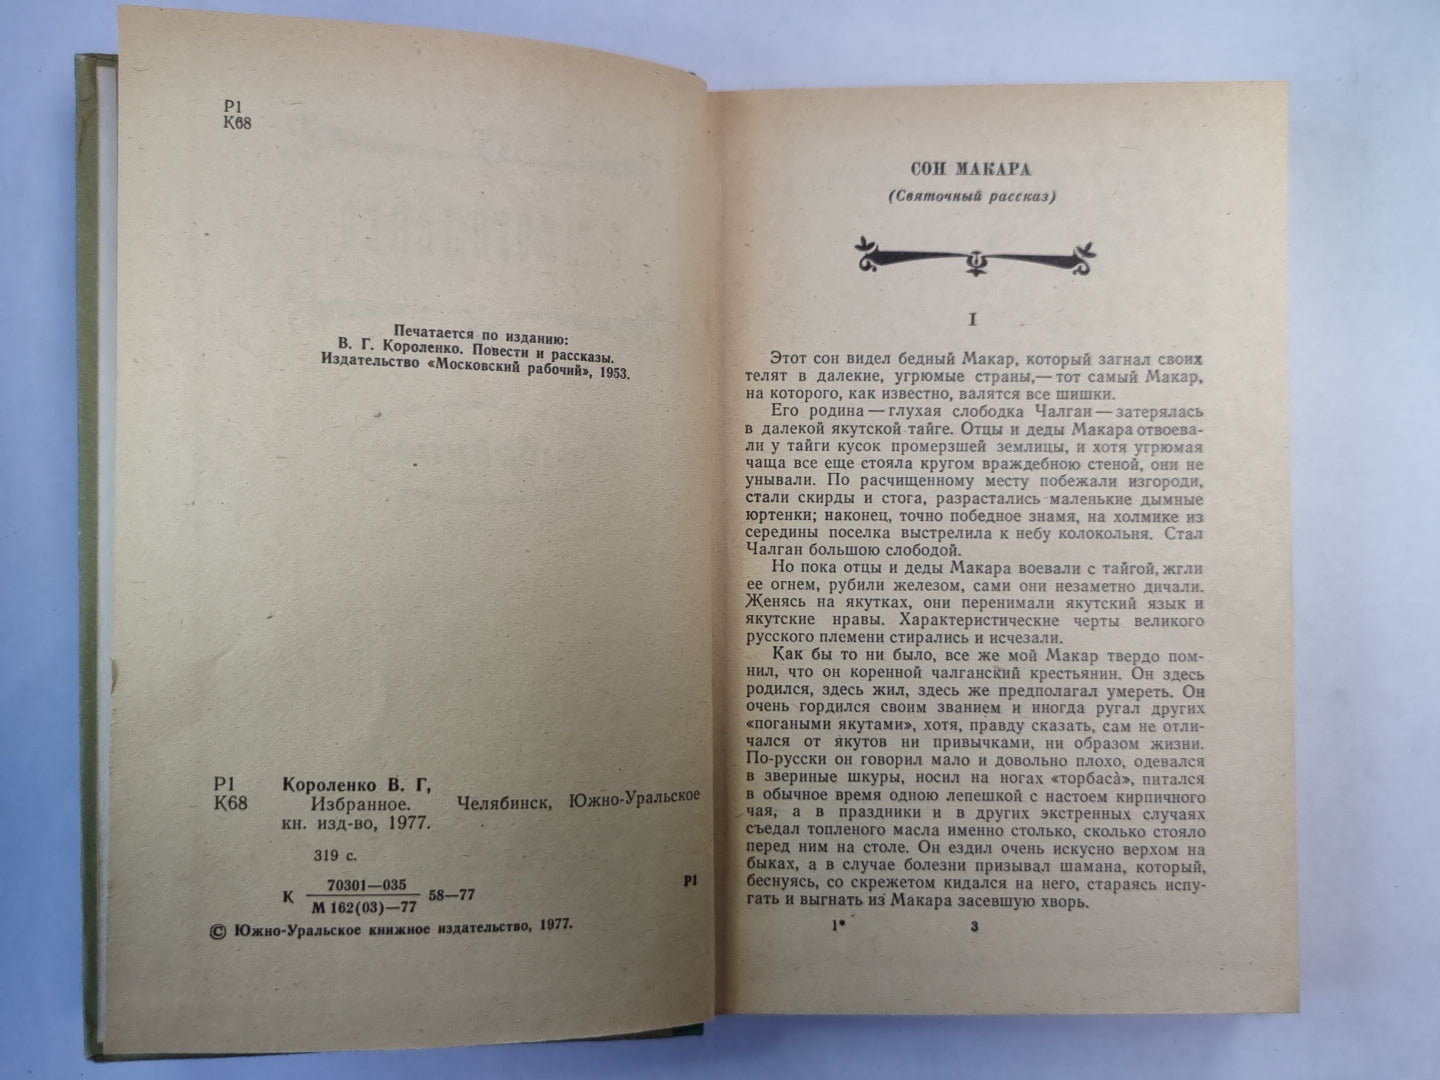 Р1
К68
Печатается по изданию:
В. Г. Короленко. Повести и рассказы.
Издательство «Московский рабочий», 1953.
Р1 Короленко В. Г,
К68 Избранное. Челябинск, Южно-Уральское
кн. изд-во, 1977.
319 с.
К 70301—035 58—77 Р1
М 162(03)—77
© Южно-Уральское книжное издательство, 1977.
СОН МАКАРА
(Святочный рассказ)
I
Этот сон видел бедный Макар, который загнал своих
телят в далекие, угрюмые страны,— тот самый Макар,
на которого, как известно, валятся все шишки.
Его родина — глухая слободка Чалган — затерялась
в далекой якутской тайге. Отцы и деды Макара отвоева-
ли у тайги кусок промерзшей землицы, и хотя угрюмая
чаща все еще стояла кругом враждебною стеной, они не
унывали. По расчищенному месту побежали изгороди,
стали скирды и стога, разрастались маленькие дымные
юртенки; наконец, точно победное знамя, на холмике из
середины поселка выстрелила к небу колокольня. Стал
Чалган большою слободой.
Но пока отцы и деды Макара воевали с тайгой, жгли
ее огнем, рубили железом, сами они незаметно дичали.
Женясь на якутках, они перенимали якутский язык и
якутские нравы. Характеристические черты великого
русского племени стирались и исчезали.
Как бы то ни было, все же мой Макар твердо пом-
нил, что он коренной чалганский крестьянин. Он здесь
родился, здесь жил, здесь же предполагал умереть. Он
очень гордился своим званием и иногда ругал других
«погаными якутами», хотя, правду сказать, сам не отли-
чался от якутов ни привычками, ни образом жизни.
По-русски он говорил мало и довольно плохо, одевался
в звериные шкуры, носил на ногах «торбаса̀», питался
в обычное время одною лепешкой с настоем кирпичного
чая, а в праздники и в других экстренных случаях
съедал топленого масла именно столько, сколько стояло
перед ним на столе. Он ездил очень искусно верхом на
быках, а в случае болезни призывал шамана, который,
беснуясь, со скрежетом кидался на него, стараясь испу-
гать и выгнать из Макара засевшую хворь.
1* 3